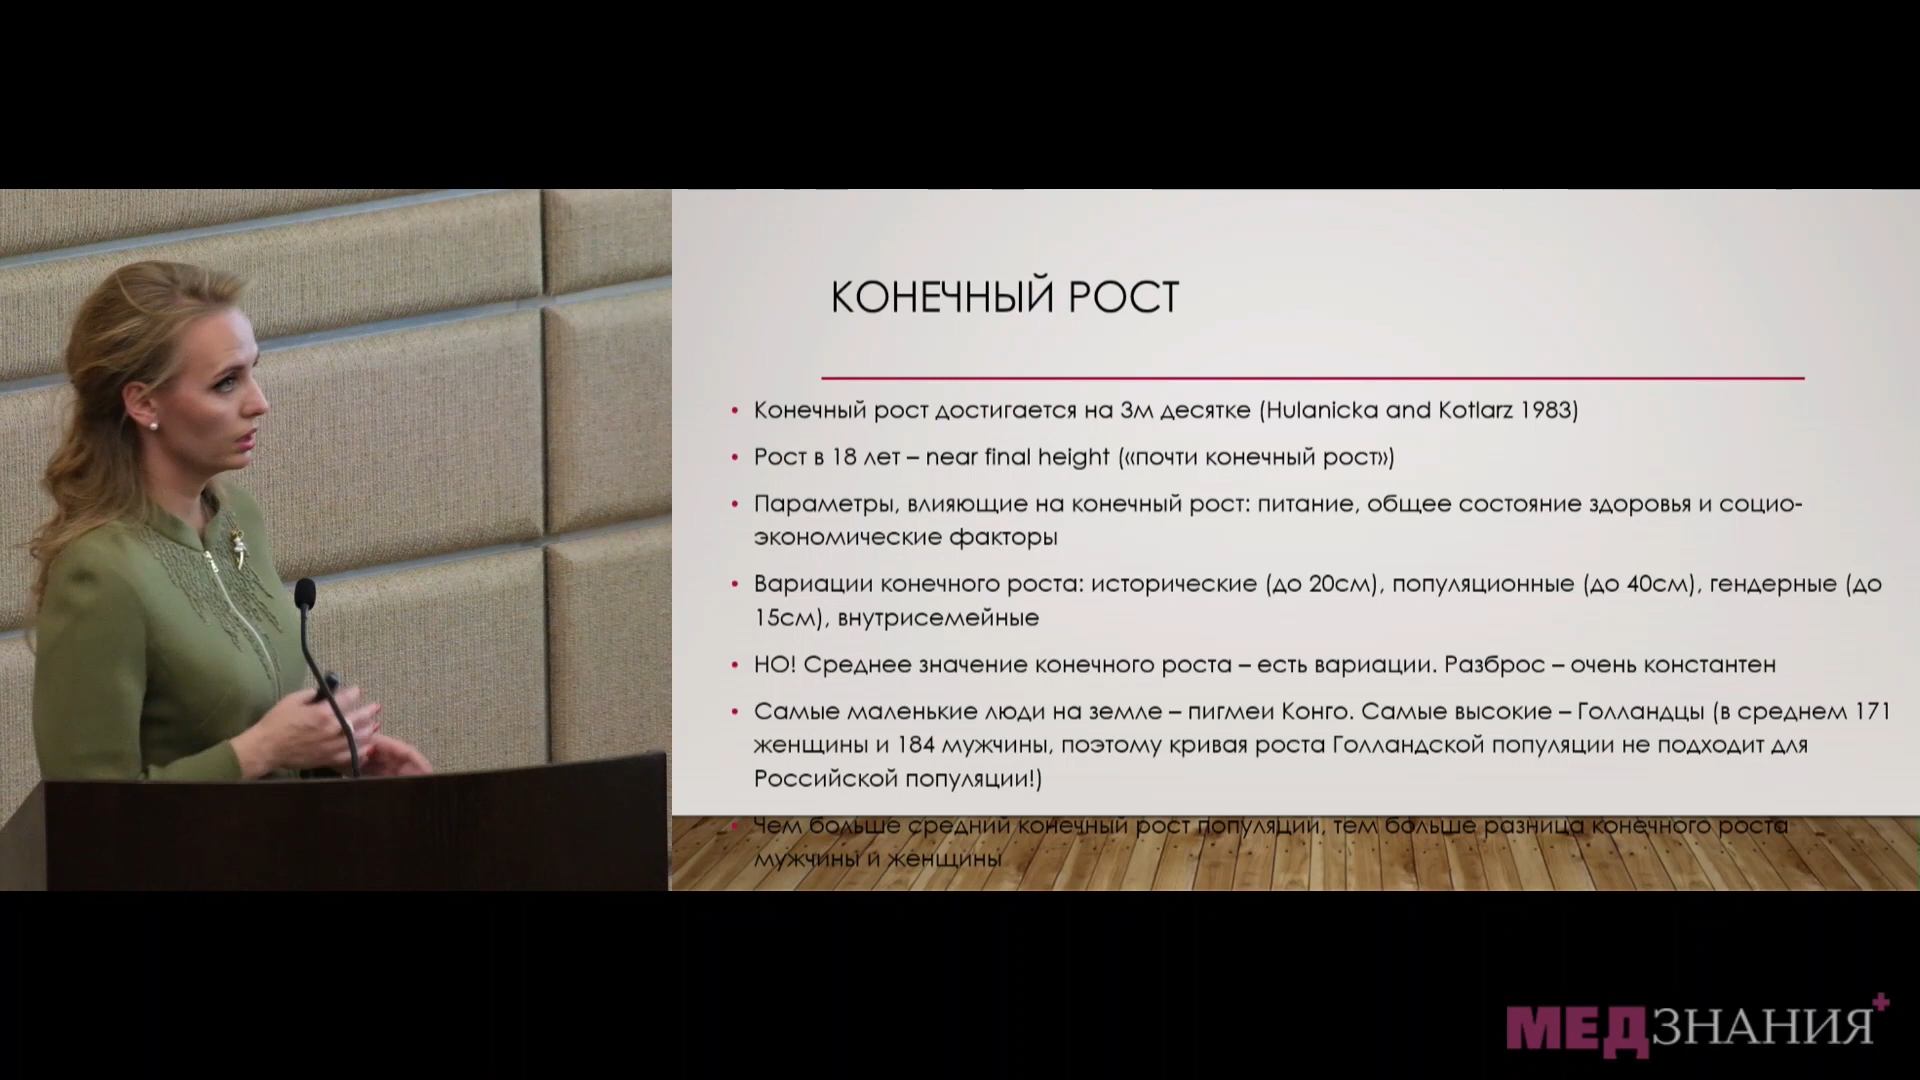 КОНЕЧНЫЙ РОСТ
• Конечный рост достигается на 3м десятке (Hulanicka and Kotlarz 1983)
• Рост в 18 лет – near final height («почти конечный рост»)
• Параметры, влияющие на конечный рост: питание, общее состояние здоровья и социо-
экономические факторы
• Вариации конечного роста: исторические (до 20см), популяционные (до 40см), гендерные (до
15см), внутрисемейные
• НО! Среднее значение конечного роста – есть вариации. Разброс – очень константен
• Самые маленькие люди на земле – пигмеи Конго. Самые высокие – Голландцы (в среднем 171
женщины и 184 мужчины, поэтому кривая роста Голландской популяции не подходит для
Российской популяции!)
• Чем больше средний конечный рост популяции, тем больше разница конечного роста
мужчины и женщины
МЕДЗНАНИЯ+